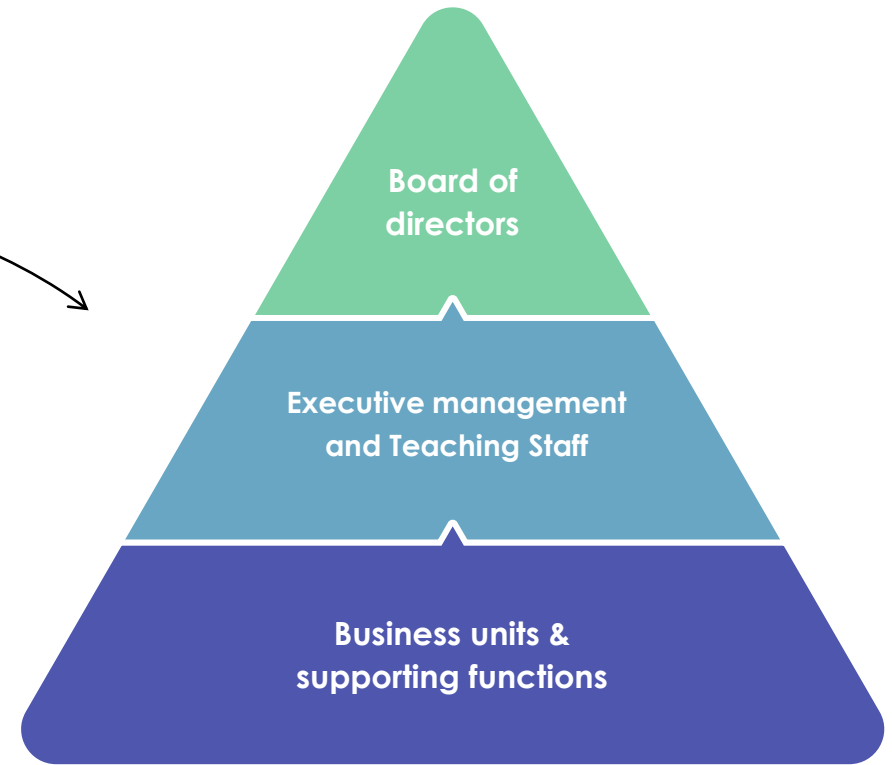 Board of
directors
Executive management
and Teaching Staff
Business units &
supporting functions